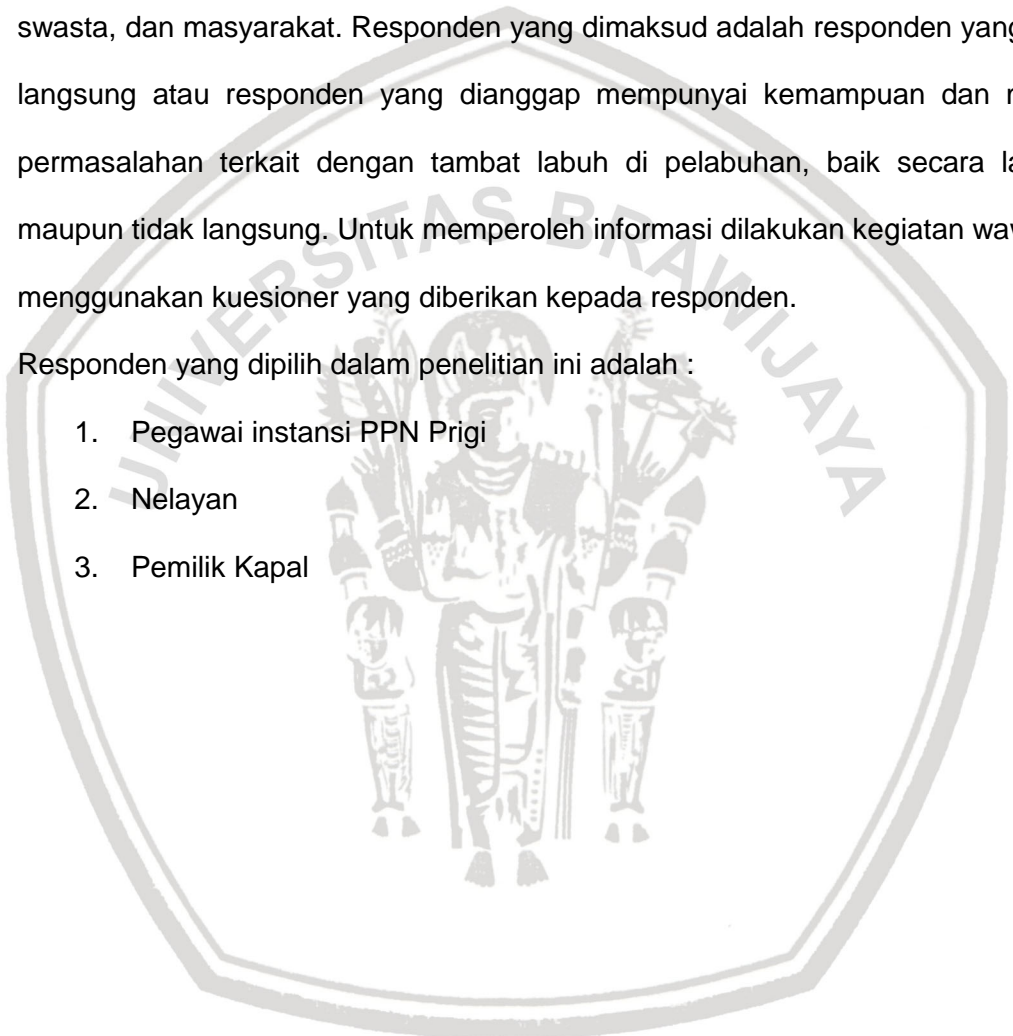 swasta, dan masyarakat. Responden yang dimaksud adalah responden yang
langsung atau responden yang dianggap mempunyai kemampuan dan
permasalahan terkait dengan tambat labuh di pelabuhan, baik secara
maupun tidak langsung. Untuk memperoleh informasi dilakukan kegiatan
menggunakan kuesioner yang diberikan kepada responden.
Responden yang dipilih dalam penelitian ini adalah :
1. Pegawai instansi PPN Prigi
2. Nelayan
3. Pemilik Kapal
UNIVERSITAS BRAWIJAYA